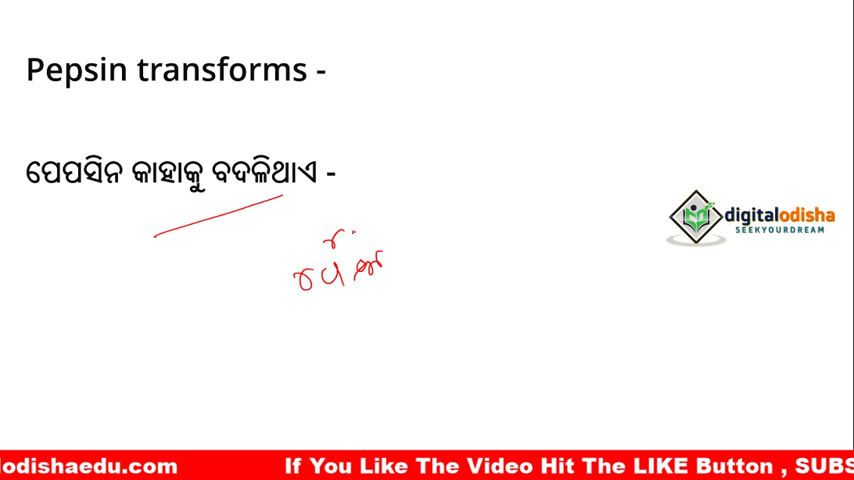 Pepsin transforms -
ପେପସିନ କାହାକୁ ବଦଳିଥାଏ -
digitalodisha
SEEKYOURDREAM
lodishaedu.com If You Like The Video Hit The LIKE Button , SUBS